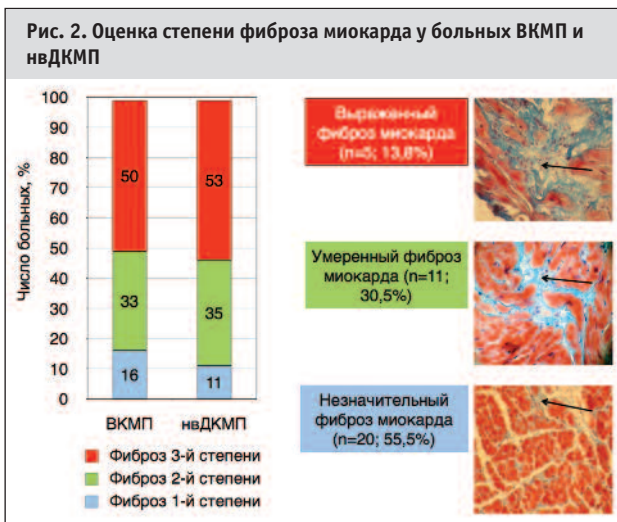 Рис. 2. Оценка степени фиброза миокарда у больных ВКМП и
нвДКМП
Число больных, %
100
90
80
70
60
50
40
30
20
10
0
50
33
16
53
35
11
ВКМП
нвДКМП
Фиброз 3-й степени
Фиброз 2-й степени
Фиброз 1-й степени
Выраженный
фиброз миокарда
(n=5; 13,8%)
Умеренный фиброз
миокарда (n=11;
30,5%)
Незначительный
фиброз миокарда
(n=20; 55,5%)